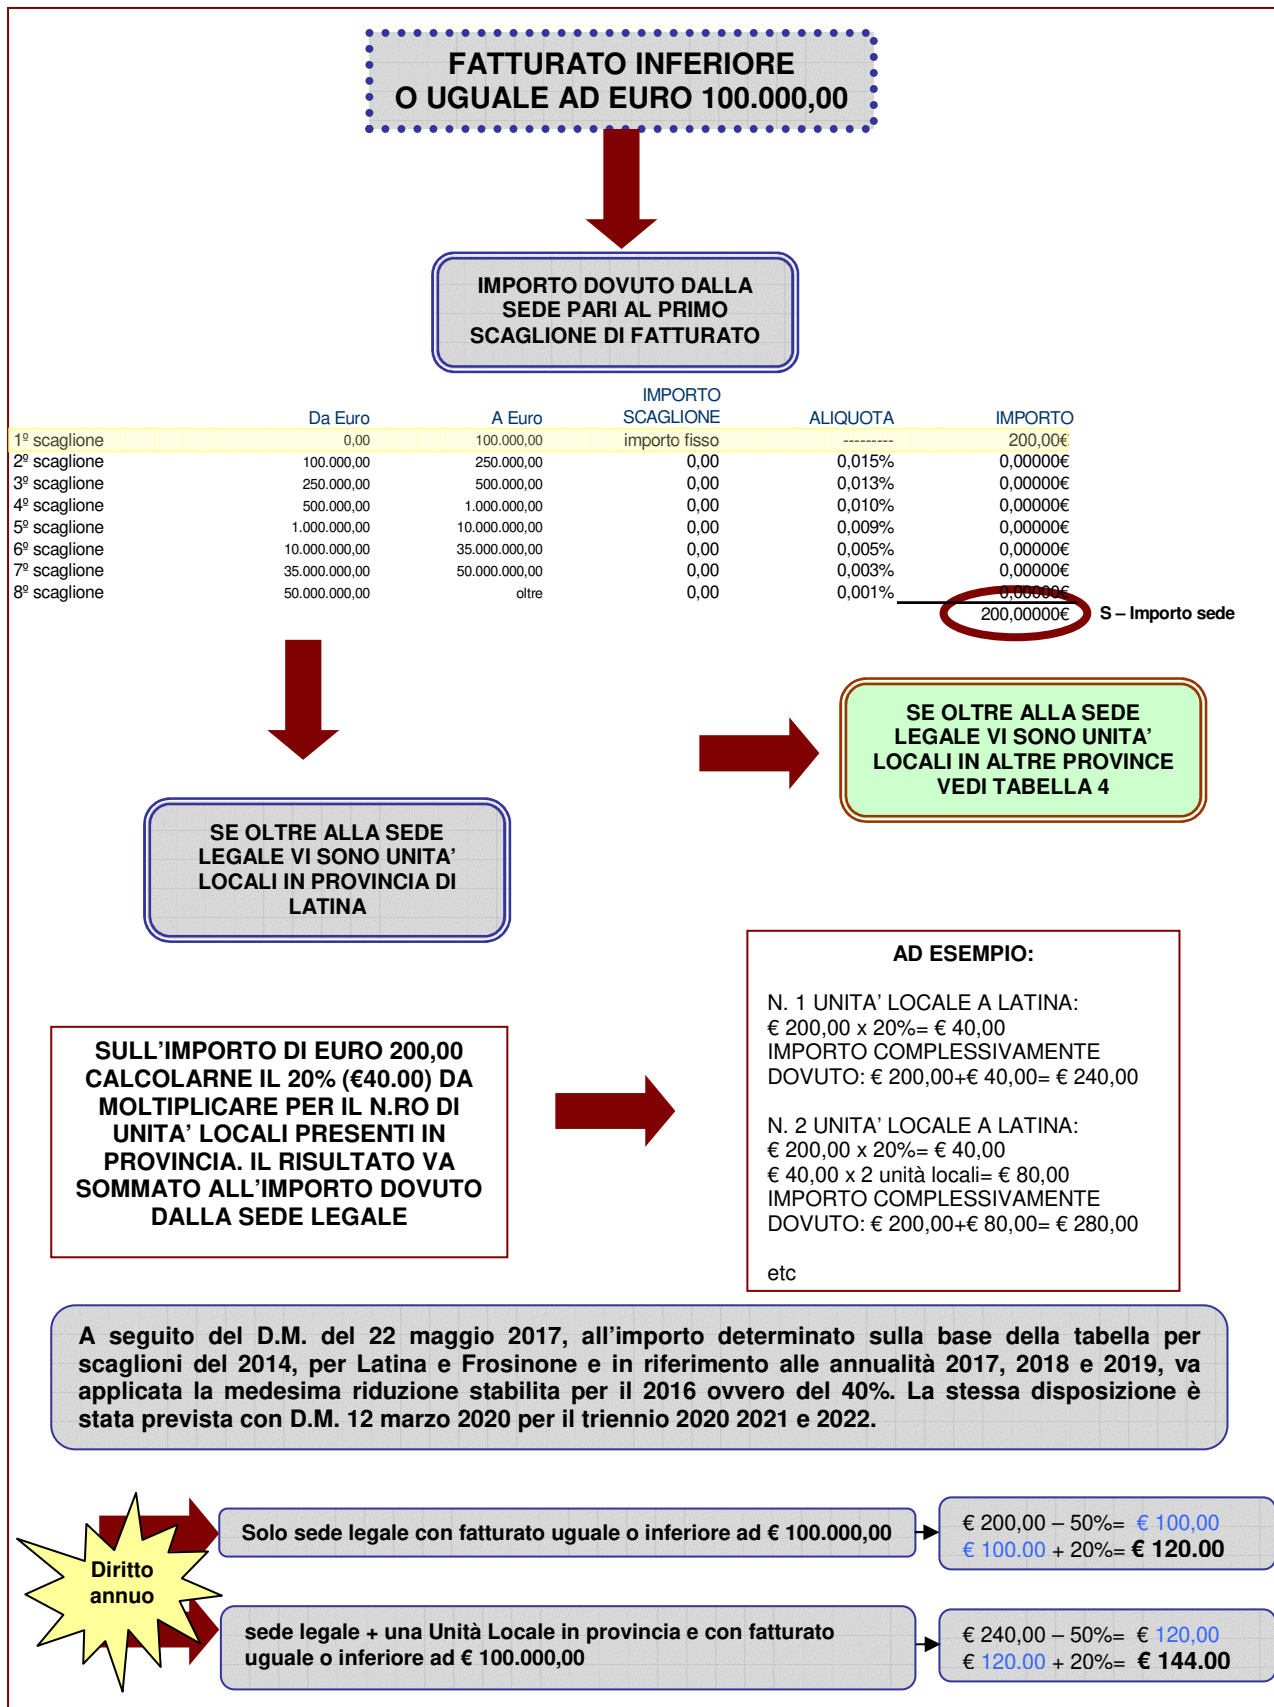 FATTURATO INFERIORE
O UGUALE AD EURO 100.000,00
IMPORTO DOVUTO DALLA
SEDE PARI AL PRIMO
SCAGLIONE DI FATTURATO
Da Euro A Euro IMPORTO SCAGLIONE ALIQUOTA IMPORTO
1º scaglione 0,00 100.000,00 importo fisso --------- 200,00€
2º scaglione 100.000,00 250.000,00 0,00 0,015% 0,00000€
3º scaglione 250.000,00 500.000,00 0,00 0,013% 0,00000€
4º scaglione 500.000,00 1.000.000,00 0,00 0,010% 0,00000€
5º scaglione 1.000.000,00 10.000.000,00 0,00 0,009% 0,00000€
6º scaglione 10.000.000,00 35.000.000,00 0,00 0,005% 0,00000€
7º scaglione 35.000.000,00 50.000.000,00 0,00 0,003% 0,00000€
8º scaglione 50.000.000,00 oltre 0,00 0,001% 0,00000€
200,00000€ S – Importo sede
SE OLTRE ALLA SEDE
LEGALE VI SONO UNITA’
LOCALI IN ALTRE PROVINCE
VEDI TABELLA 4
SE OLTRE ALLA SEDE
LEGALE VI SONO UNITA’
LOCALI IN PROVINCIA DI
LATINA
SULL’IMPORTO DI EURO 200,00
CALCOLARNE IL 20% (€40.00) DA
MOLTIPLICARE PER IL N.RO DI
UNITA’ LOCALI PRESENTI IN
PROVINCIA. IL RISULTATO VA
SOMMATO ALL’IMPORTO DOVUTO
DALLA SEDE LEGALE
AD ESEMPIO:
N. 1 UNITA’ LOCALE A LATINA:
€ 200,00 x 20%= € 40,00
IMPORTO COMPLESSIVAMENTE
DOVUTO: € 200,00+€ 40,00= € 240,00
N. 2 UNITA’ LOCALE A LATINA:
€ 200,00 x 20%= € 40,00
€ 40,00 x 2 unità locali= € 80,00
IMPORTO COMPLESSIVAMENTE
DOVUTO: € 200,00+€ 80,00= € 280,00
etc
A seguito del D.M. del 22 maggio 2017, all’importo determinato sulla base della tabella per
scaglioni del 2014, per Latina e Frosinone e in riferimento alle annualità 2017, 2018 e 2019, va
applicata la medesima riduzione stabilita per il 2016 ovvero del 40%. La stessa disposizione è
stata prevista con D.M. 12 marzo 2020 per il triennio 2020 2021 e 2022.
Diritto
annuo
Solo sede legale con fatturato uguale o inferiore ad € 100.000,00
€ 200,00 – 50%= € 100,00
€ 100.00 + 20%= € 120.00
sede legale + una Unità Locale in provincia e con fatturato
uguale o inferiore ad € 100.000,00
€ 240,00 – 50%= € 120,00
€ 120.00 + 20%= € 144.00